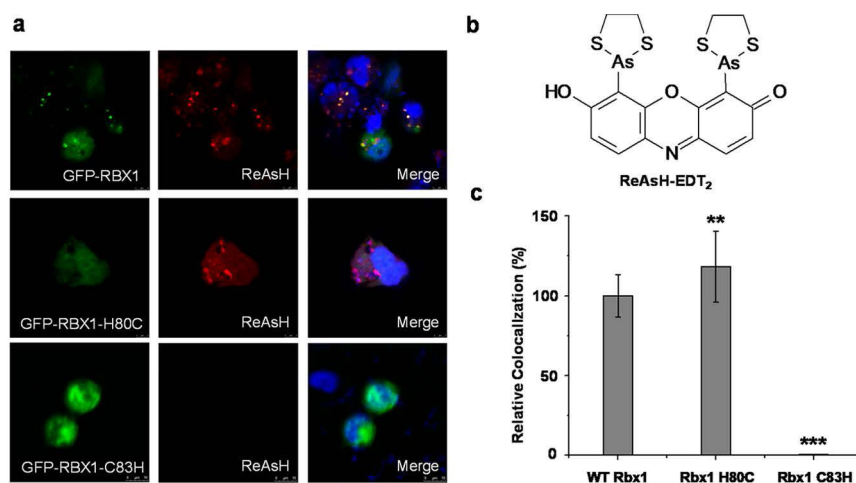 a
GFP-RBX1
ReAsH
Merge
GFP-RBX1-H80C
ReAsH
Merge
GFP-RBX1-C83H
ReAsH
Merge
b
S
S
S
S
As
As
HO
O
O
N
ReAsH-EDT₂
c
Relative Colocalization (%)
150
100
50
0
**
***
WT Rbx1
Rbx1 H80C
Rbx1 C83H